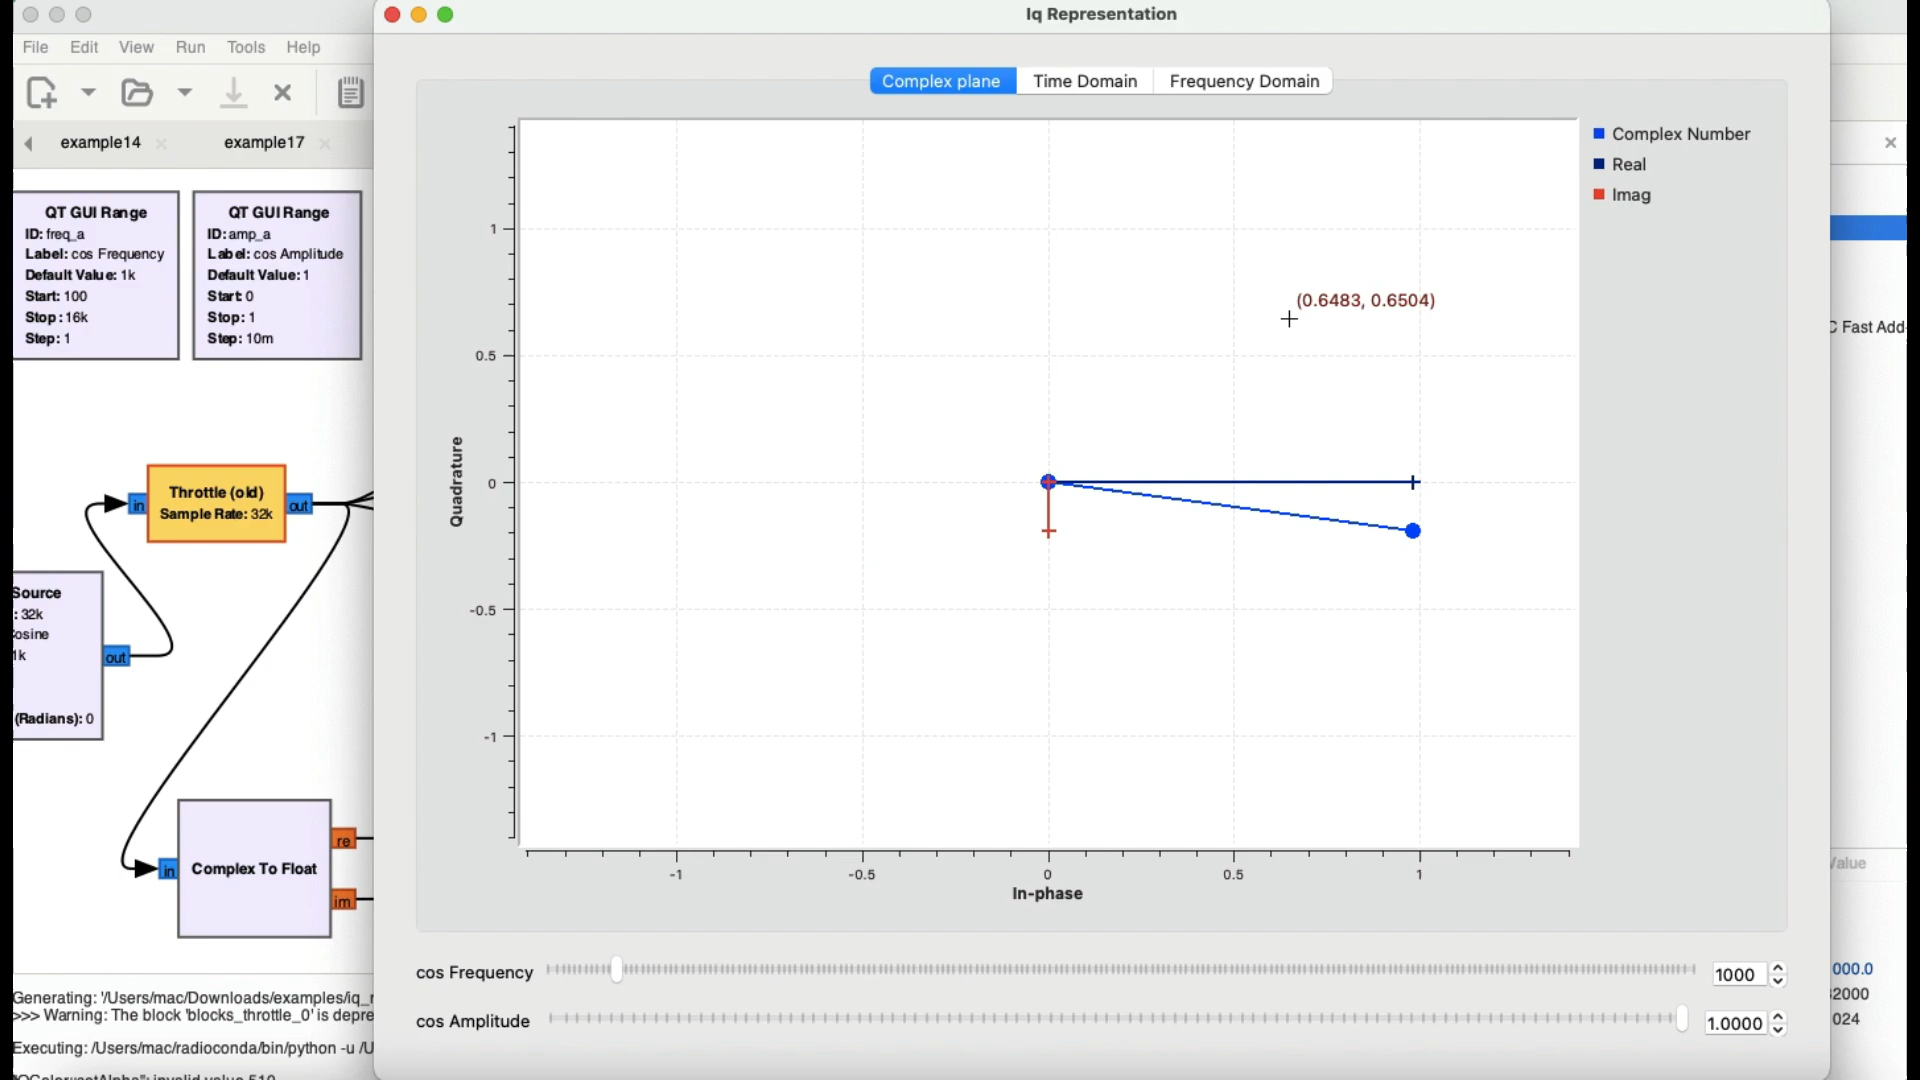 Iq Representation
File Edit View Run Tools Help
Complex plane Time Domain Frequency Domain
example14 example17
QT GUI Range
ID: freq_a
Label: cos Frequency
Default Value: 1k
Start: 100
Stop: 16k
Step: 1
QT GUI Range
ID: amp_a
Label: cos Amplitude
Default Value: 1
Start: 0
Stop: 1
Step: 10m
Complex Number
Real
Imag
(0.6483, 0.6504)
C Fast Add
1
0.5
0
-0.5
-1
Quadrature
-1 -0.5 0 0.5 1
In-phase
in
Throttle (old)
Sample Rate: 32k
out
Source
: 32k
Cosine
1k
(Radians): 0
out
in
Complex To Float
re
im
Value
cos Frequency 1000
cos Amplitude 1.0000
000.0
32000
024
Generating: '/Users/mac/Downloads/examples/iq_r
>>> Warning: The block 'blocks_throttle_0' is depre
Executing: /Users/mac/radioconda/bin/python -u /U